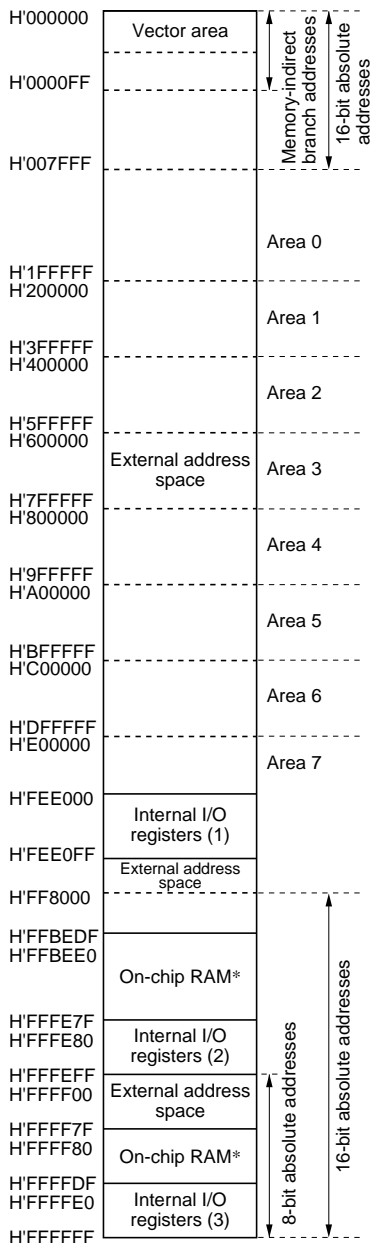 H'000000
Vector area
H'0000FF
Memory-indirect
branch addresses
16-bit absolute
addresses
H'007FFF
Area 0
H'1FFFFF
H'200000
Area 1
H'3FFFFF
H'400000
Area 2
H'5FFFFF
H'600000
External address
space
Area 3
H'7FFFFF
H'800000
Area 4
H'9FFFFF
H'A00000
Area 5
H'BFFFFF
H'C00000
Area 6
H'DFFFFF
H'E00000
Area 7
H'FEE000
Internal I/O
registers (1)
H'FEE0FF
External address
space
H'FF8000
H'FFBEDF
H'FFBEE0
On-chip RAM*
H'FFFE7F
H'FFFE80
Internal I/O
registers (2)
H'FFFEFF
H'FFFF00
External address
space
H'FFFF7F
H'FFFF80
On-chip RAM*
H'FFFFDF
H'FFFFE0
Internal I/O
registers (3)
H'FFFFFF
8-bit absolute addresses
16-bit absolute addresses